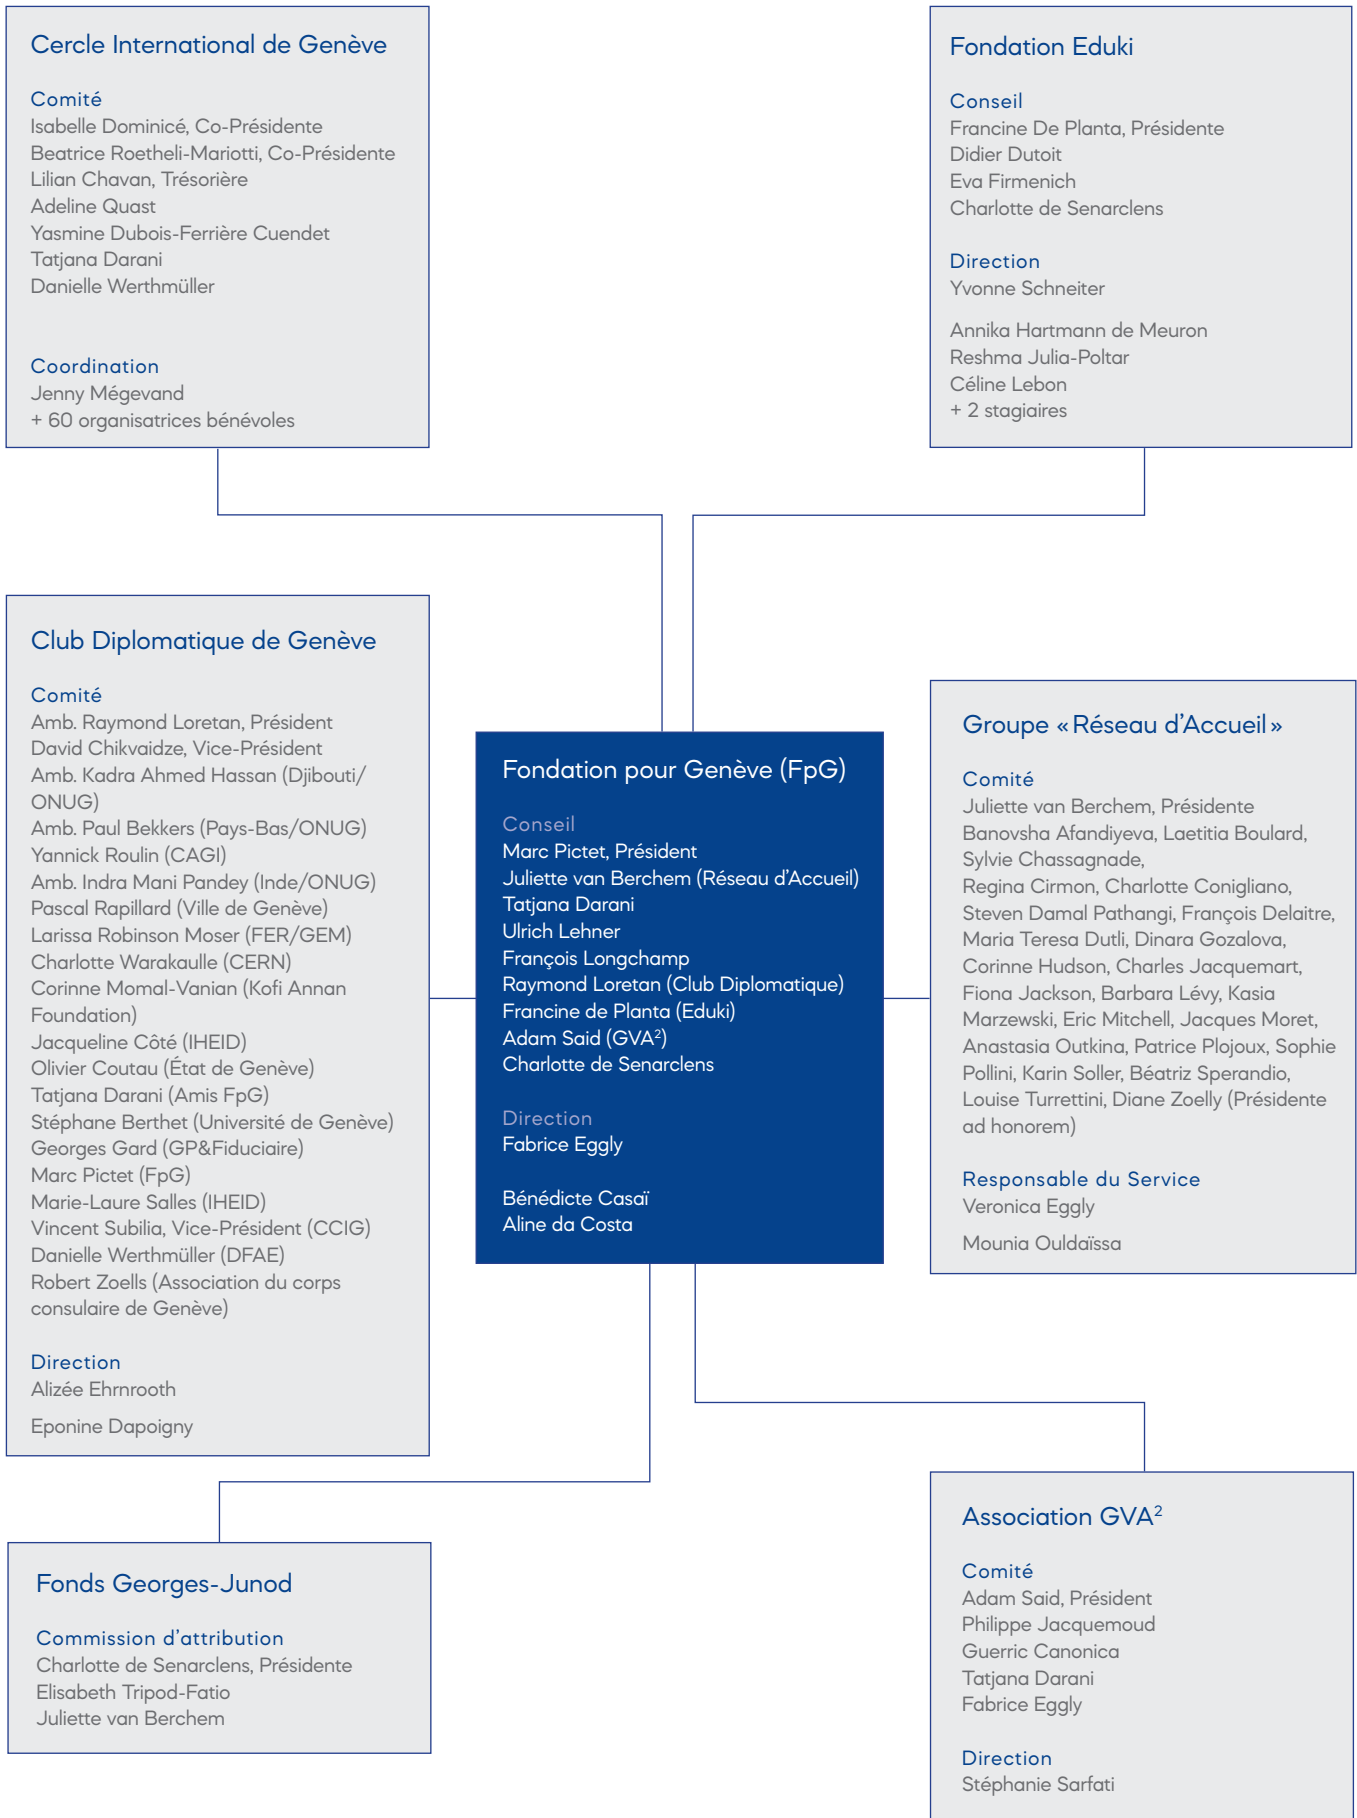 Cercle International de Genève
Comité
Isabelle Dominicé, Co-Présidente
Beatrice Roetheli-Mariotti, Co-Présidente
Lilian Chavan, Trésorière
Adeline Quast
Yasmine Dubois-Ferrière Cuendet
Tatjana Darani
Danielle Werthmüller
Coordination
Jenny Mégevand
+ 60 organisatrices bénévoles
Fondation Eduki
Conseil
Francine De Planta, Présidente
Didier Dutoit
Eva Firmenich
Charlotte de Senarclens
Direction
Yvonne Schneiter
Annika Hartmann de Meuron
Reshma Julia-Poltar
Céline Lebon
+ 2 stagiaires
Club Diplomatique de Genève
Comité
Amb. Raymond Loretan, Président
David Chikvaidze, Vice-Président
Amb. Kadra Ahmed Hassan (Djibouti/
ONUG)
Amb. Paul Bekkers (Pays-Bas/ONUG)
Yannick Roulin (CAGI)
Amb. Indra Mani Pandey (Inde/ONUG)
Pascal Rapillard (Ville de Genève)
Larissa Robinson Moser (FER/GEM)
Charlotte Warakaulle (CERN)
Corinne Momal-Vanian (Kofi Annan
Foundation)
Jacqueline Côté (IHEID)
Olivier Coutau (État de Genève)
Tatjana Darani (Amis FpG)
Stéphane Berthet (Université de Genève)
Georges Gard (GP&Fiduciaire)
Marc Pictet (FpG)
Marie-Laure Salles (IHEID)
Vincent Subilia, Vice-Président (CCIG)
Danielle Werthmüller (DFAE)
Robert Zoells (Association du corps
consulaire de Genève)
Direction
Alizée Ehrnrooth
Eponine Dapoigny
Fondation pour Genève (FpG)
Conseil
Marc Pictet, Président
Juliette van Berchem (Réseau d'Accueil)
Tatjana Darani
Ulrich Lehner
François Longchamp
Raymond Loretan (Club Diplomatique)
Francine de Planta (Eduki)
Adam Said (GVA²)
Charlotte de Senarclens
Direction
Fabrice Eggly
Bénédicte Casaï
Aline da Costa
Groupe «Réseau d'Accueil»
Comité
Juliette van Berchem, Présidente
Banovsha Afandiyeva, Laetitia Boulard,
Sylvie Chassagnade,
Regina Cirmon, Charlotte Conigliano,
Steven Damal Pathangi, François Delaitre,
Maria Teresa Dutli, Dinara Gozalova,
Corinne Hudson, Charles Jacquemart,
Fiona Jackson, Barbara Lévy, Kasia
Marzewski, Eric Mitchell, Jacques Moret,
Anastasia Outkina, Patrice Plojoux, Sophie
Pollini, Karin Soller, Béatriz Sperandio,
Louise Turrettini, Diane Zoelly (Présidente
ad honorem)
Responsable du Service
Veronica Eggly
Mounia Ouldaïssa
Fonds Georges-Junod
Commission d'attribution
Charlotte de Senarclens, Présidente
Elisabeth Tripod-Fatio
Juliette van Berchem
Association GVA²
Comité
Adam Said, Président
Philippe Jacquemoud
Guerric Canonica
Tatjana Darani
Fabrice Eggly
Direction
Stéphanie Sarfati